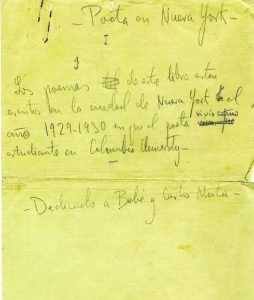 - Poeta en Nueva York -
I
Los poemas de este libro están
escritos en la ciudad de Nueva York el
año 1929-1930 en que el poeta vivió como
estudiante en Columbia University -
- Dedicado a Bebé y Carlos Morla -